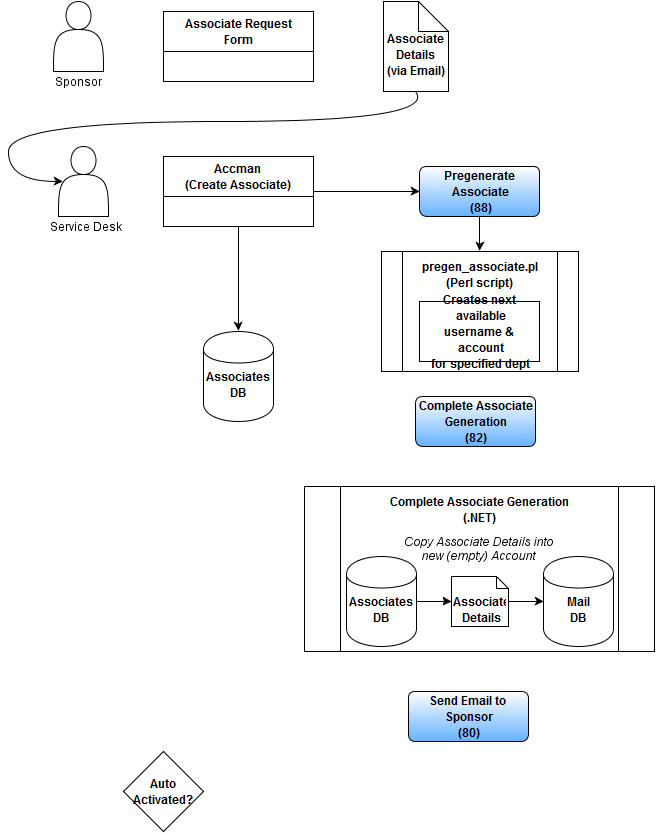 Sponsor
Associate Request
Form
Associate
Details
(via Email)
Service Desk
Accman
(Create Associate)
Pregenerate
Associate
(88)
pregen_associate.pl
(Perl script)
Creates next
available
username &
account
for specified dept
Associates
DB
Complete Associate
Generation
(82)
Complete Associate Generation
(.NET)
Copy Associate Details into
new (empty) Account
Associates
DB
Associate
Details
Mail
DB
Send Email to
Sponsor
(80)
Auto
Activated?